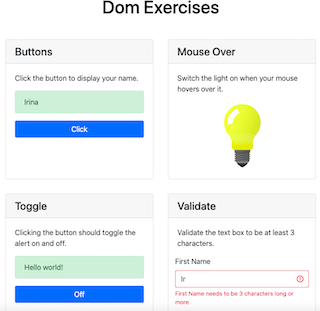 Dom Exercises
Buttons
Click the button to display your name.
Irina
Click
Mouse Over
Switch the light on when your mouse
hovers over it.
Toggle
Clicking the button should toggle the
alert on and off.
Hello world!
Off
Validate
Validate the text box to be at least 3
characters.
First Name
Ir
First Name needs to be 3 characters long or
more